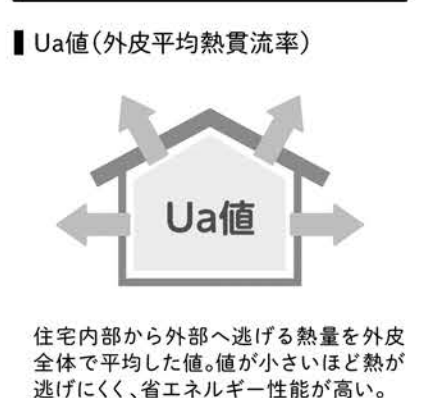 Ua値(外皮平均熱貫流率)
Ua値
住宅内部から外部へ逃げる熱量を外皮
全体で平均した値。値が小さいほど熱が
逃げにくく、省エネルギー性能が高い。